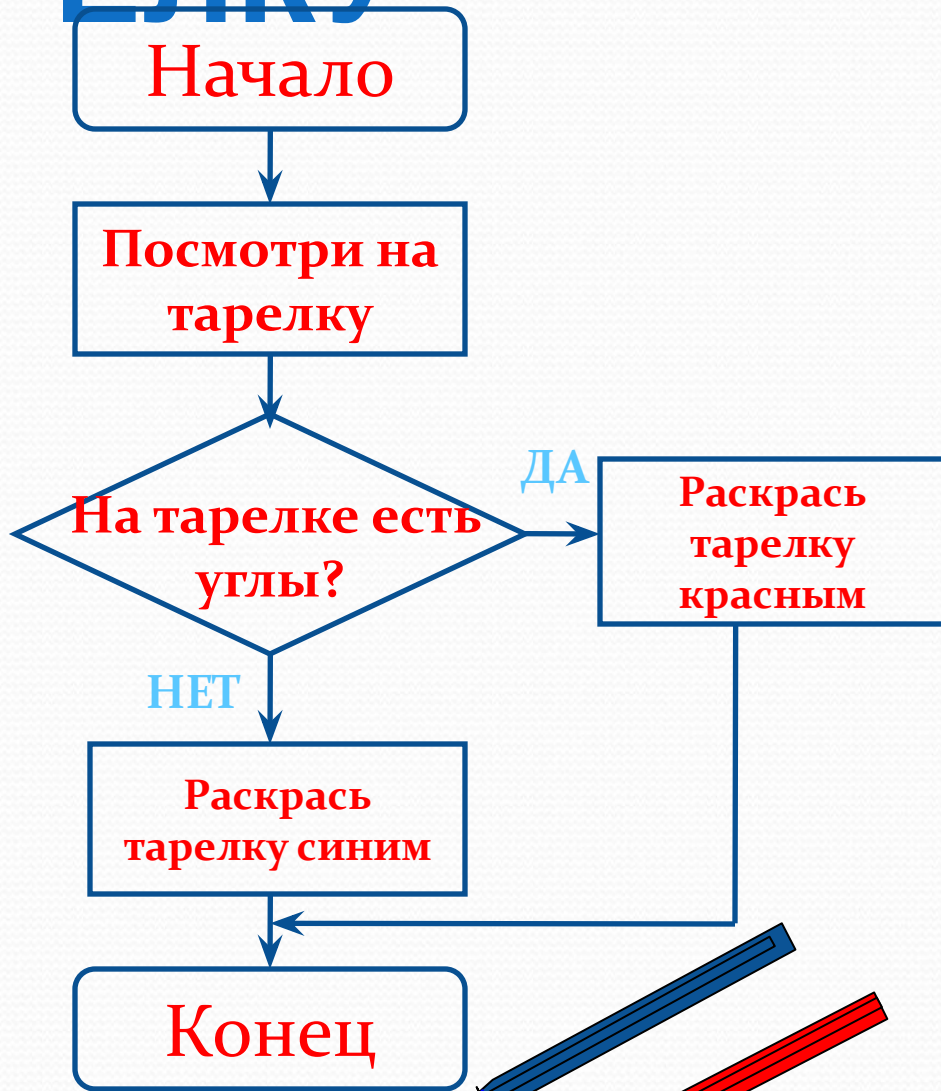 Начало
Посмотри на
тарелку
На тарелке есть
углы?
ДА
Раскрась
тарелку
красным
НЕТ
Раскрась
тарелку синим
Конец